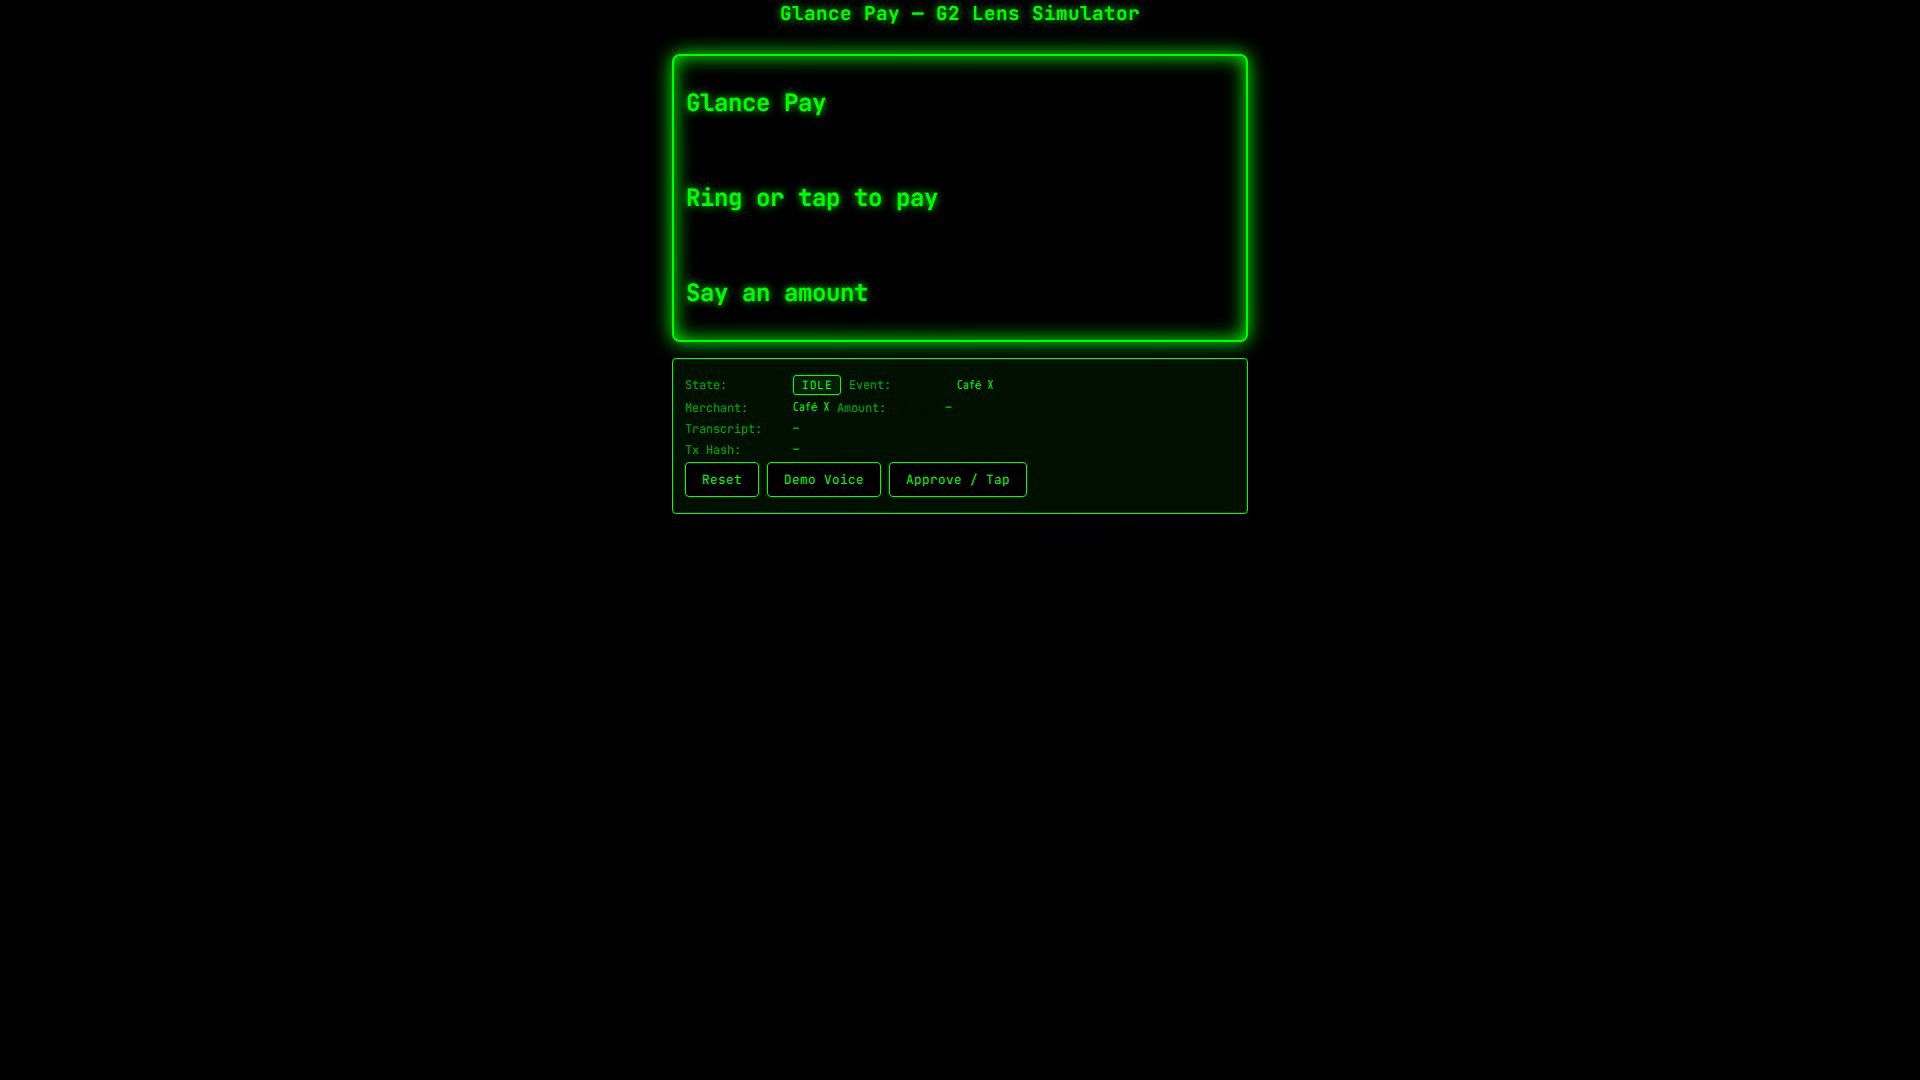 Glance Pay — G2 Lens Simulator
Glance Pay
Ring or tap to pay
Say an amount
State: IDLE Event: Café X
Merchant: Café X Amount: —
Transcript: —
Tx Hash: —
Reset Demo Voice Approve / Tap